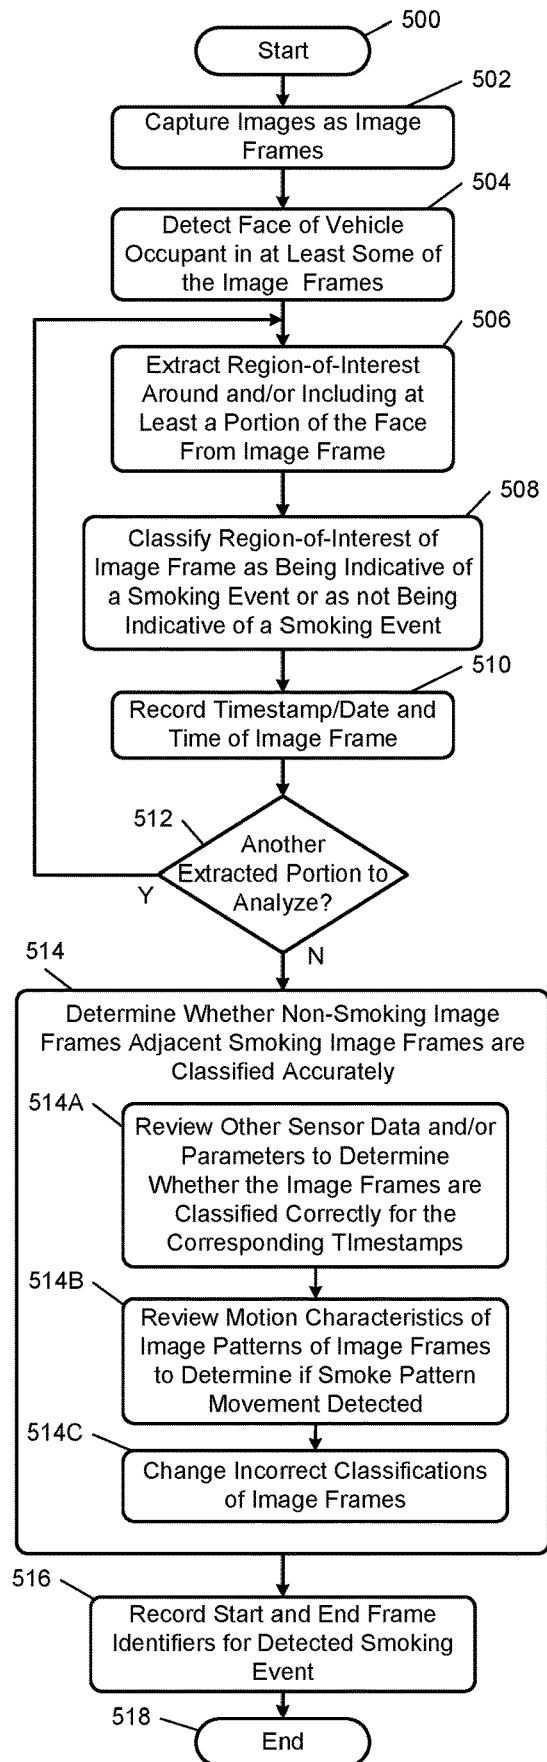 500
Start
502
Capture Images as Image
Frames
504
Detect Face of Vehicle
Occupant in at Least Some of
the Image Frames
506
Extract Region-of-Interest
Around and/or Including at
Least a Portion of the Face
From Image Frame
508
Classify Region-of-Interest of
Image Frame as Being Indicative of
a Smoking Event or as not Being
Indicative of a Smoking Event
510
Record Timestamp/Date and
Time of Image Frame
512
Another
Extracted Portion to
Analyze?
Y
N
514
Determine Whether Non-Smoking Image
Frames Adjacent Smoking Image Frames are
Classified Accurately
514A
Review Other Sensor Data and/or
Parameters to Determine
Whether the Image Frames are
Classified Correctly for the
Corresponding TImestamps
514B
Review Motion Characteristics of
Image Patterns of Image Frames
to Determine if Smoke Pattern
Movement Detected
514C
Change Incorrect Classifications
of Image Frames
516
Record Start and End Frame
Identifiers for Detected Smoking
Event
518
End